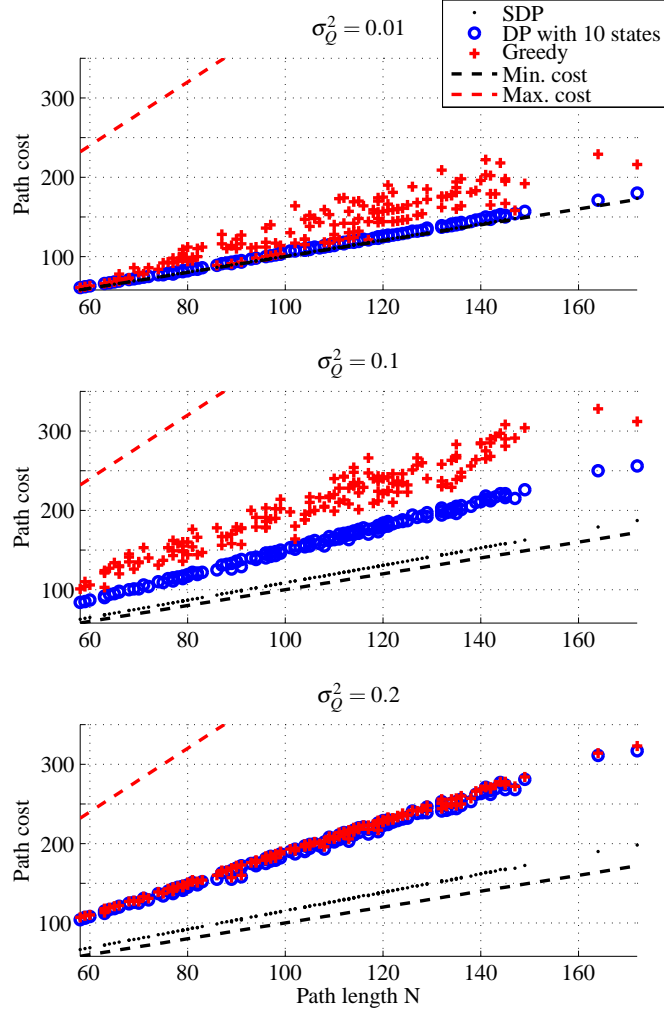 σ_Q^2 = 0.01
SDP
DP with 10 states
Greedy
Min. cost
Max. cost
Path cost
300
200
100
60 80 100 120 140 160
σ_Q^2 = 0.1
Path cost
300
200
100
60 80 100 120 140 160
σ_Q^2 = 0.2
Path cost
300
200
100
60 80 100 120 140 160
Path length N